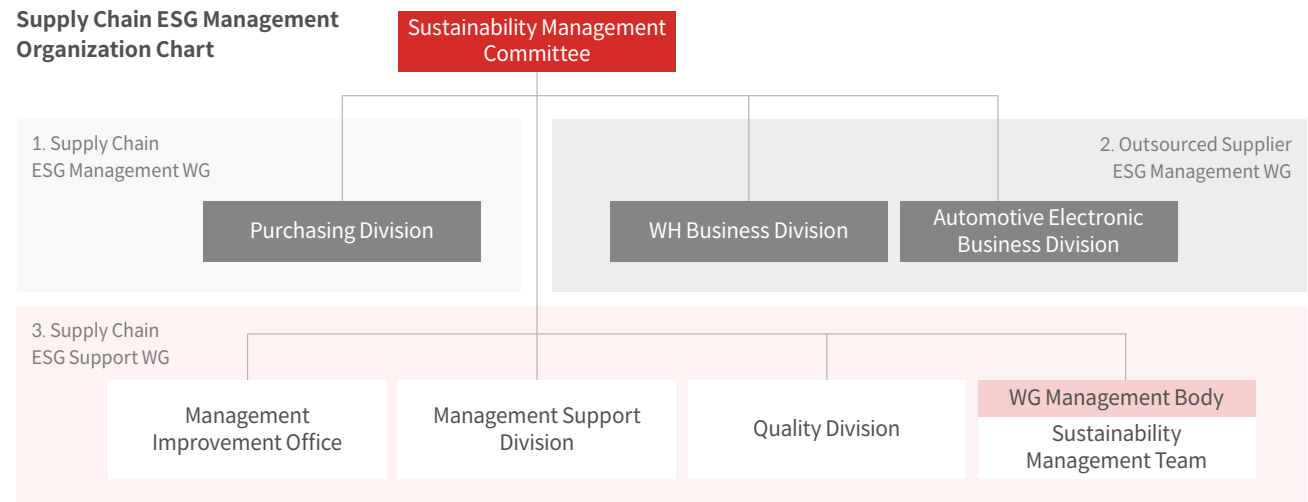 Supply Chain ESG Management
Organization Chart
Sustainability Management
Committee
1. Supply Chain
ESG Management WG
2. Outsourced Supplier
ESG Management WG
Purchasing Division
WH Business Division
Automotive Electronic
Business Division
3. Supply Chain
ESG Support WG
Management
Improvement Office
Management Support
Division
Quality Division
WG Management Body
Sustainability
Management Team